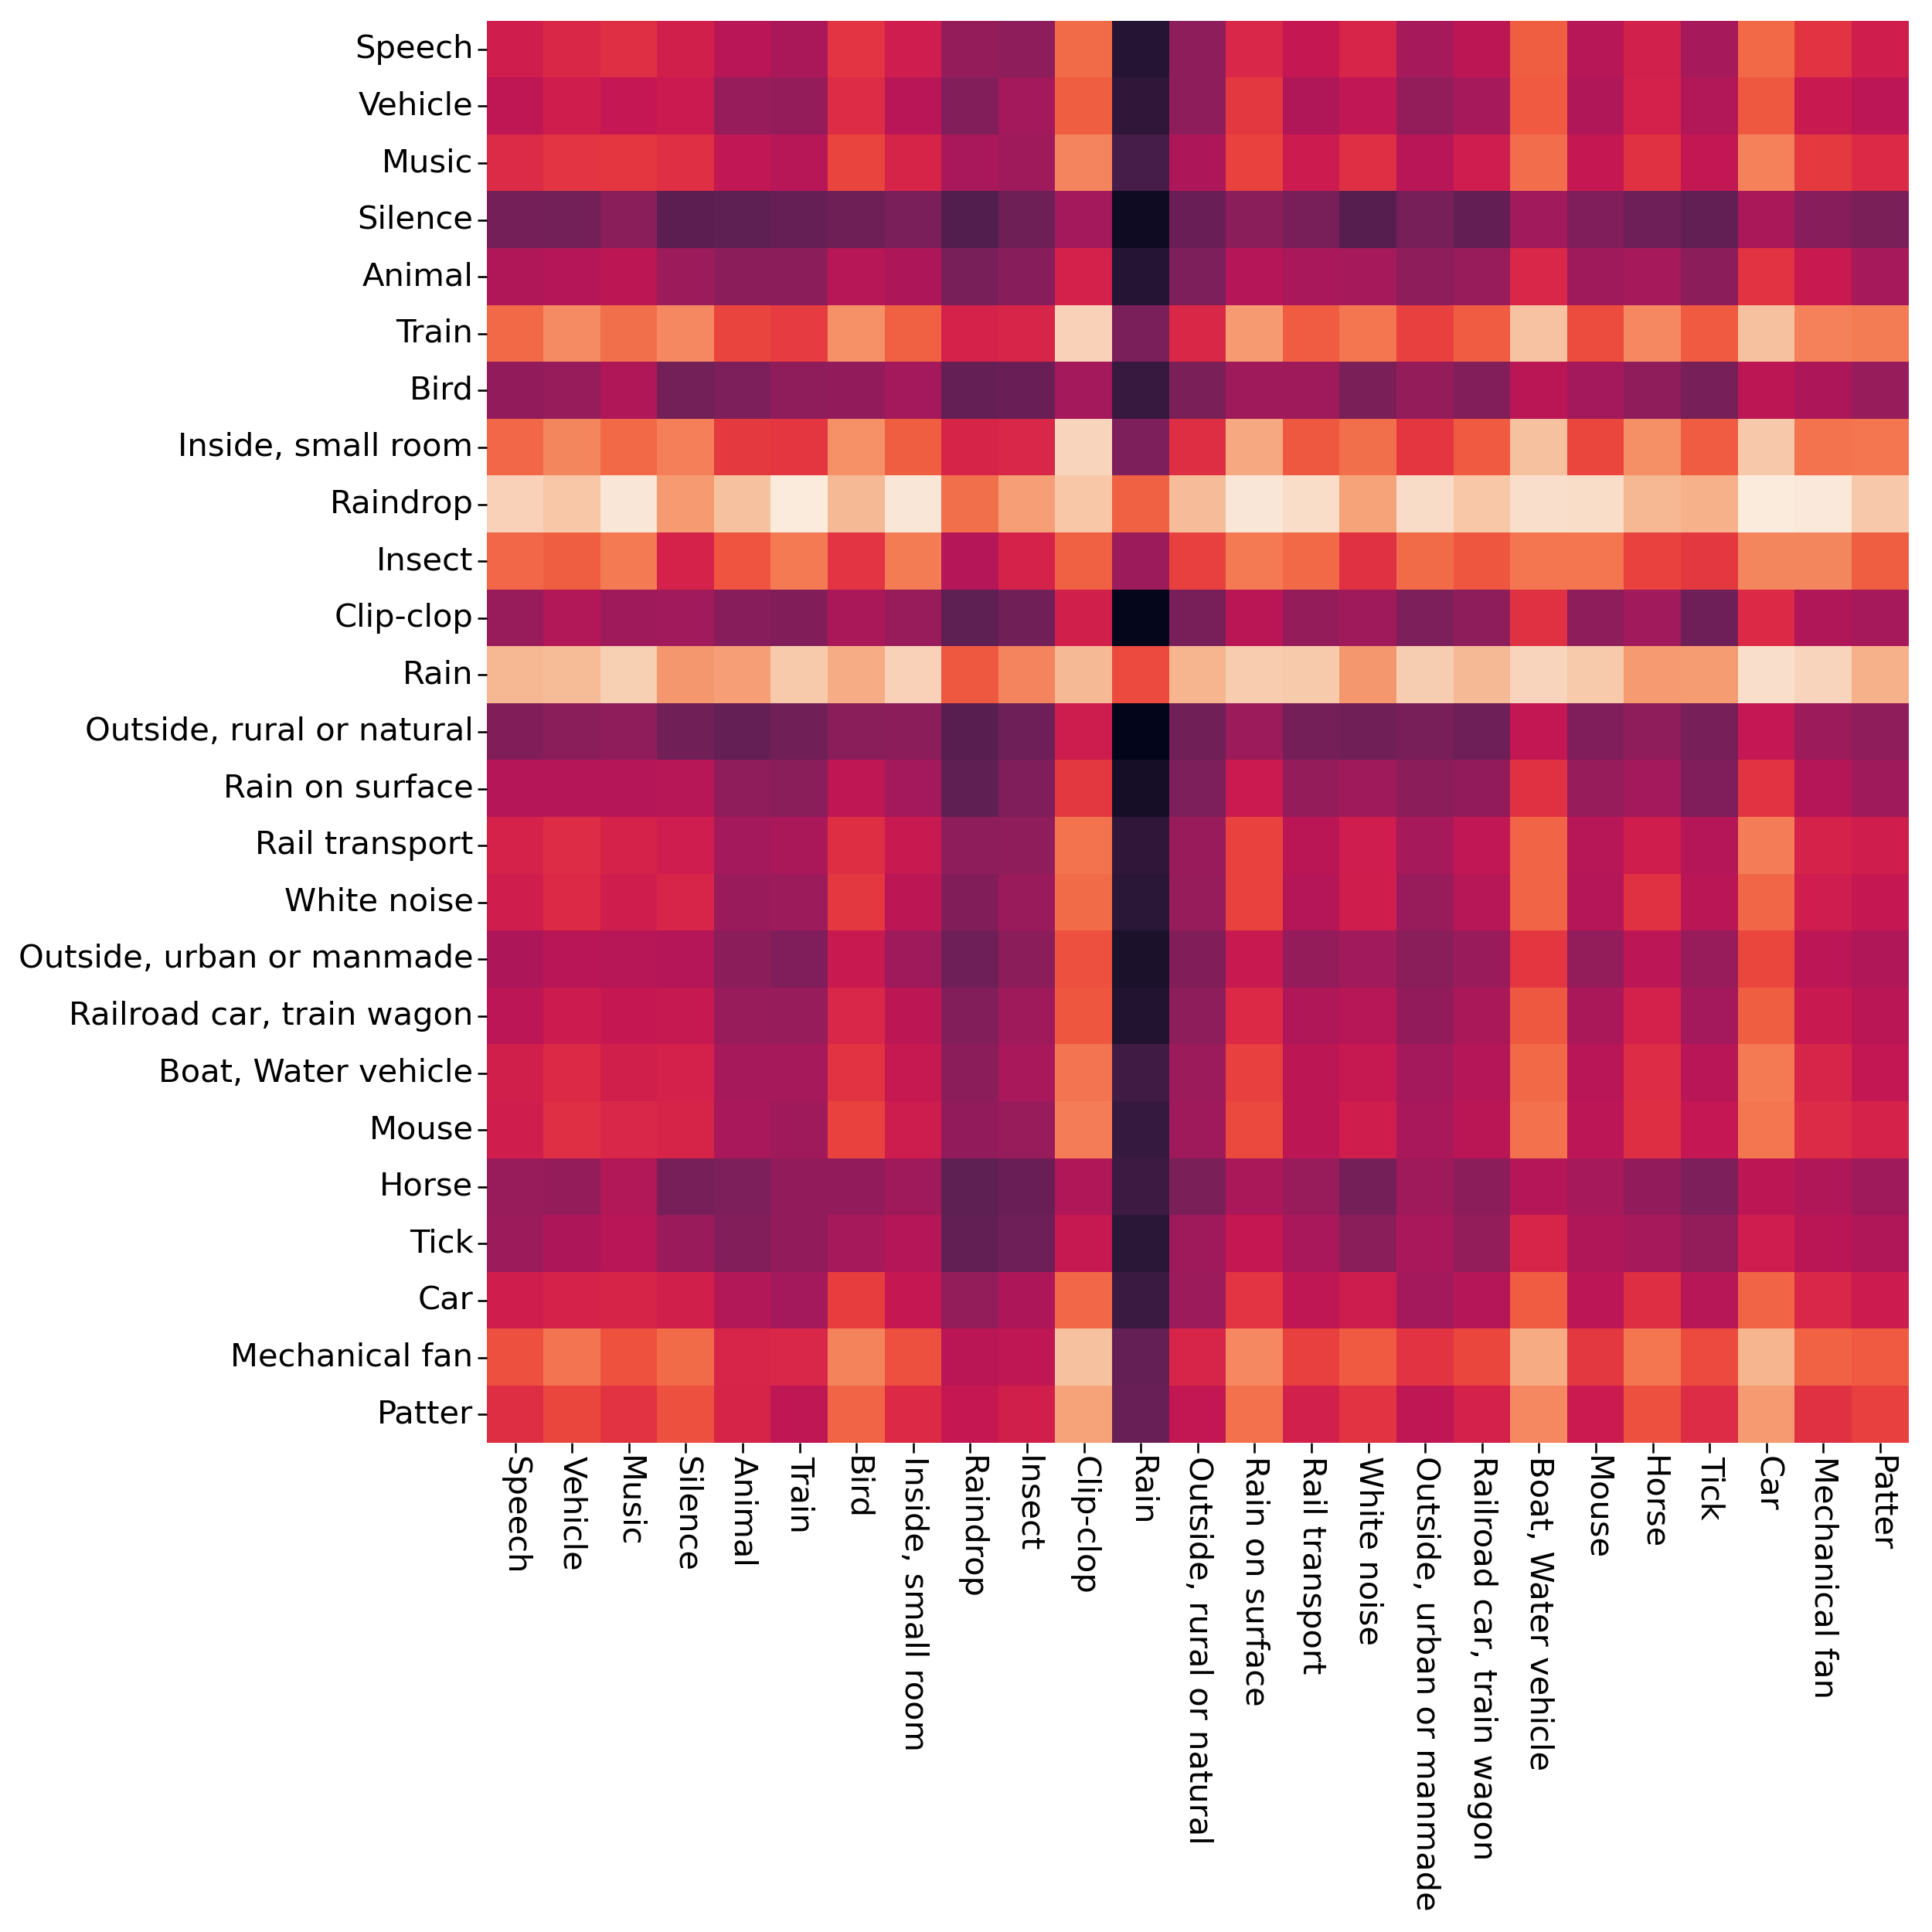 Speech
Vehicle
Music
Silence
Animal
Train
Bird
Inside, small room
Raindrop
Insect
Clip-clop
Rain
Outside, rural or natural
Rain on surface
Rail transport
White noise
Outside, urban or manmade
Railroad car, train wagon
Boat, Water vehicle
Mouse
Horse
Tick
Car
Mechanical fan
Patter
Speech
Vehicle
Music
Silence
Animal
Train
Bird
Inside, small room
Raindrop
Insect
Clip-clop
Rain
Outside, rural or natural
Rain on surface
Rail transport
White noise
Outside, urban or manmade
Railroad car, train wagon
Boat, Water vehicle
Mouse
Horse
Tick
Car
Mechanical fan
Patter